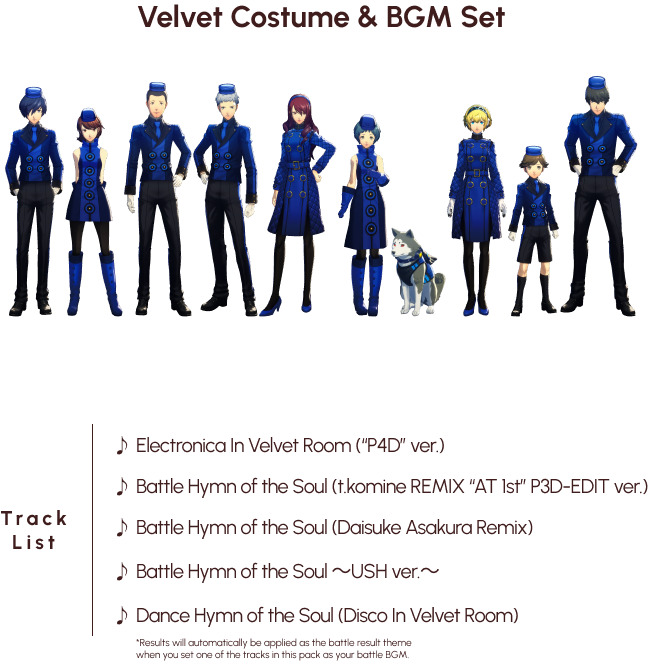 Velvet Costume & BGM Set
Track
List
♪ Electronica In Velvet Room (“P4D” ver.)
♪ Battle Hymn of the Soul (t.komine REMIX “AT 1st” P3D-EDIT ver.)
♪ Battle Hymn of the Soul (Daisuke Asakura Remix)
♪ Battle Hymn of the Soul ～USH ver.～
♪ Dance Hymn of the Soul (Disco In Velvet Room)
*Results will automatically be applied as the battle result theme
when you set one of the tracks in this pack as your battle BGM.